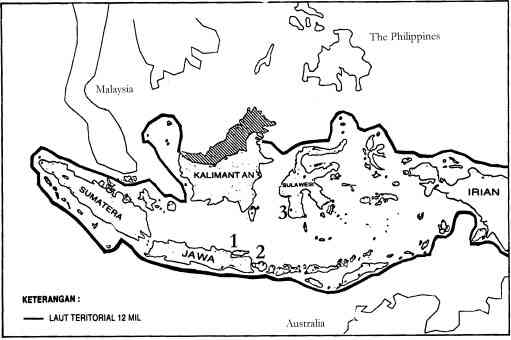 The Philippines
Malaysia
KALIMANTAN
SULAWESI
SUMATERA
IRIAN
3
1
2
JAWA
KETERANGAN :
LAUT TERITORIAL 12 MIL
Australia